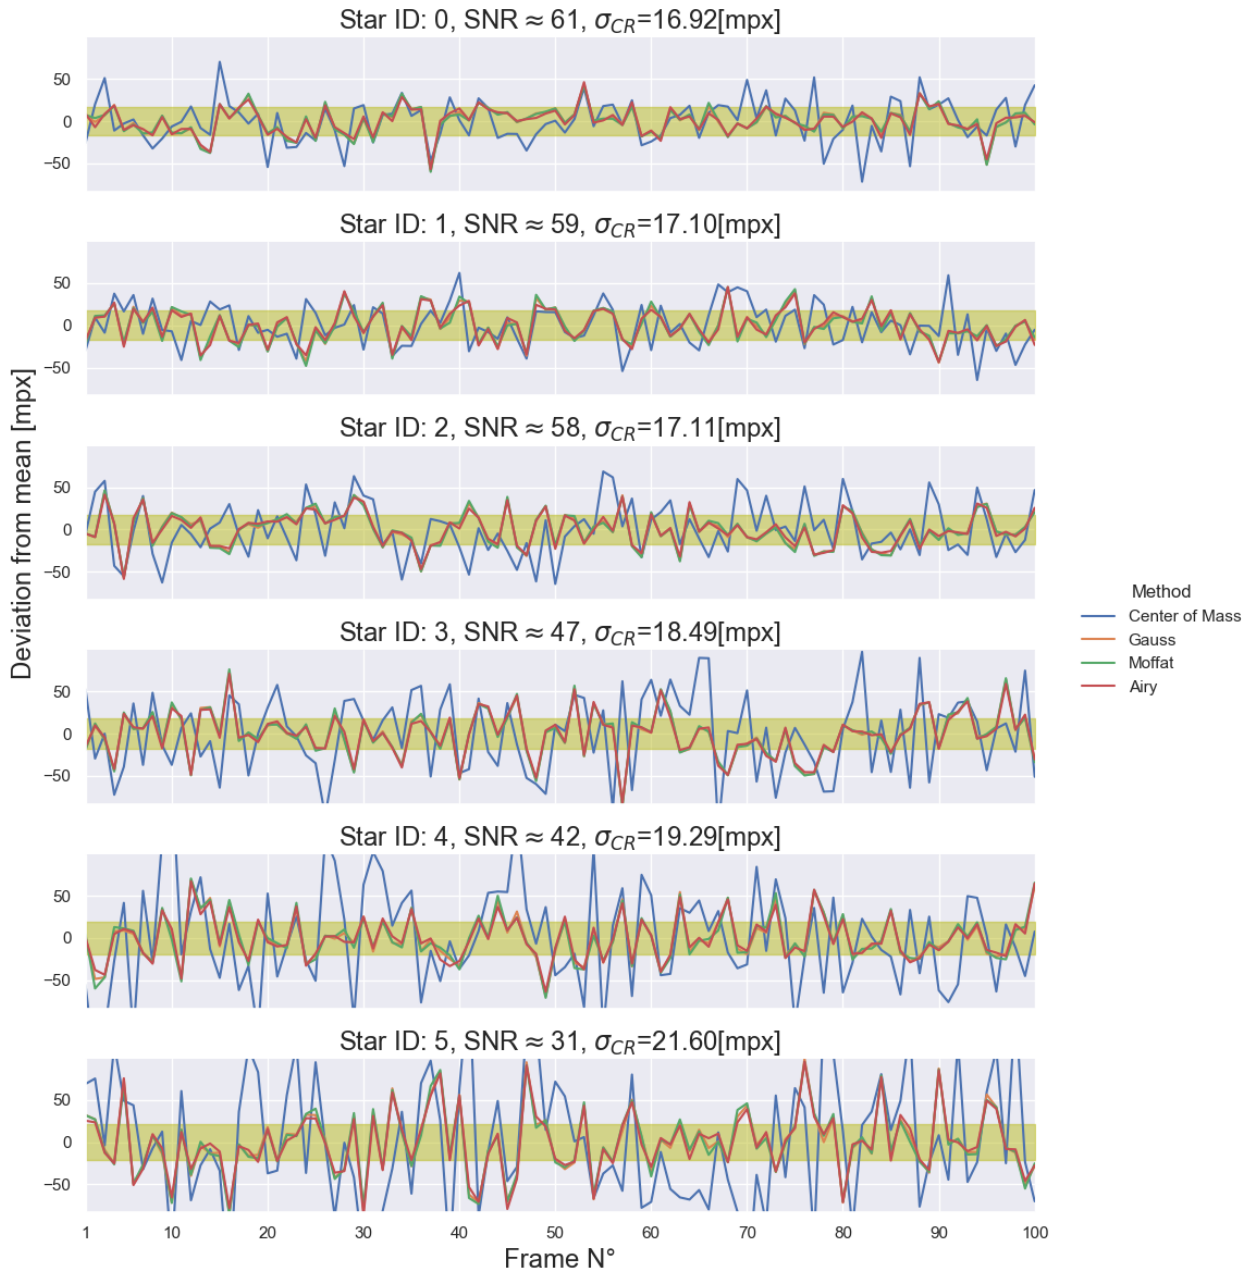 Star ID: 0, SNR ≈ 61, σCR=16.92[mpx]
50
0
−50
Star ID: 1, SNR ≈ 59, σCR=17.10[mpx]
50
0
−50
Star ID: 2, SNR ≈ 58, σCR=17.11[mpx]
50
0
−50
Star ID: 3, SNR ≈ 47, σCR=18.49[mpx]
50
0
−50
Star ID: 4, SNR ≈ 42, σCR=19.29[mpx]
50
0
−50
Star ID: 5, SNR ≈ 31, σCR=21.60[mpx]
50
0
−50
1 10 20 30 40 50 60 70 80 90 100
Frame N°
Deviation from mean [mpx]
Method
Center of Mass
Gauss
Moffat
Airy